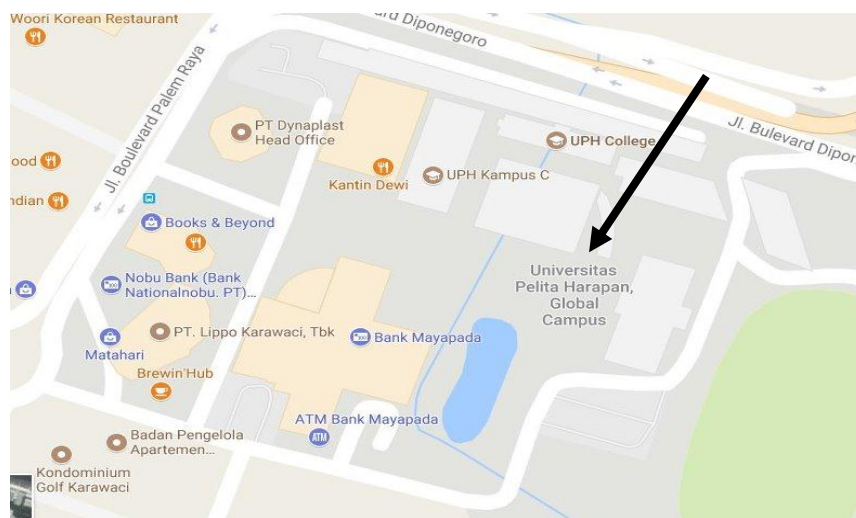 Woori Korean Restaurant
ard Diponegoro
Jl. Boulevard Palem Raya
PT Dynaplast
Head Office
UPH College
Jl. Bulevard Dipon
ood
Kantin Dewi
UPH Kampus C
ndian
Books & Beyond
Universitas
Pelita Harapan,
Global
Campus
Nobu Bank (Bank
Nationalnobu. PT)...
PT. Lippo Karawaci, Tbk
Bank Mayapada
Matahari
Brewin'Hub
ATM Bank Mayapada
ATM
Badan Pengelola
Apartemen...
Kondominium
Golf Karawaci